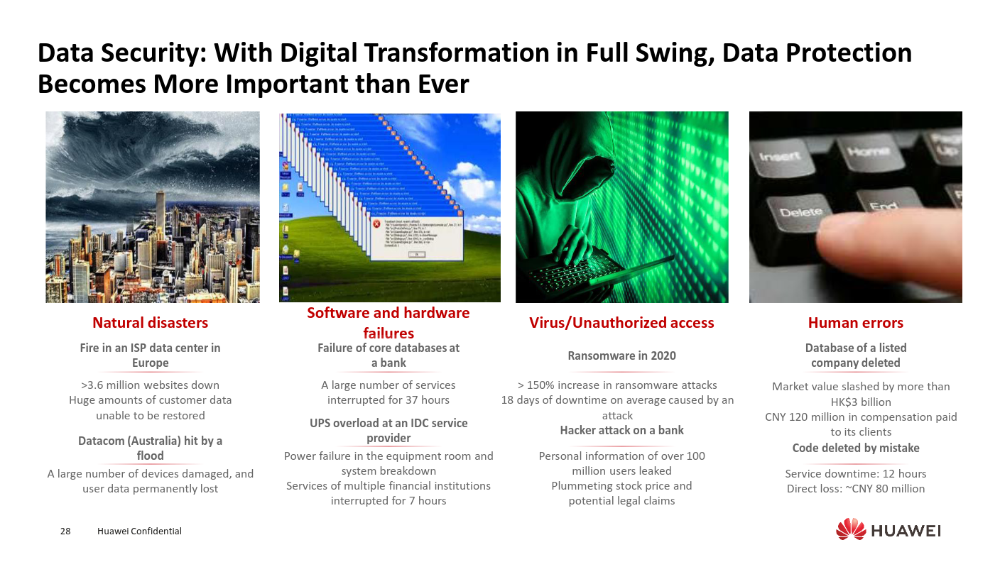 Data Security: With Digital Transformation in Full Swing, Data Protection
Becomes More Important than Ever
Insert
Home
Up
Delete
End
Natural disasters
Fire in an ISP data center in
Europe
>3.6 million websites down
Huge amounts of customer data
unable to be restored
Datacom (Australia) hit by a
flood
A large number of devices damaged, and
user data permanently lost
Software and hardware
failures
Failure of core databases at
a bank
A large number of services
interrupted for 37 hours
UPS overload at an IDC service
provider
Power failure in the equipment room and
system breakdown
Services of multiple financial institutions
interrupted for 7 hours
Virus/Unauthorized access
Ransomware in 2020
> 150% increase in ransomware attacks
18 days of downtime on average caused by an
attack
Hacker attack on a bank
Personal information of over 100
million users leaked
Plummeting stock price and
potential legal claims
Human errors
Database of a listed
company deleted
Market value slashed by more than
HK$3 billion
CNY 120 million in compensation paid
to its clients
Code deleted by mistake
Service downtime: 12 hours
Direct loss: ~CNY 80 million
28
Huawei Confidential
HUAWEI